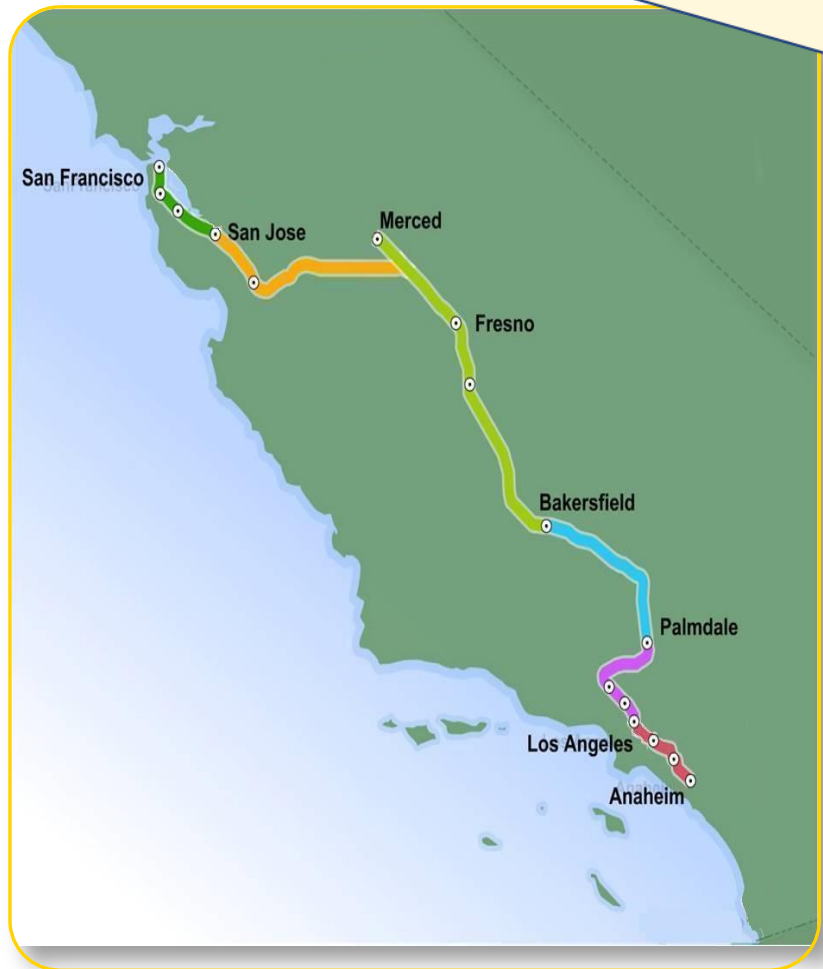 San Francisco
San Jose
Merced
Fresno
Bakersfield
Palmdale
Los Angeles
Anaheim